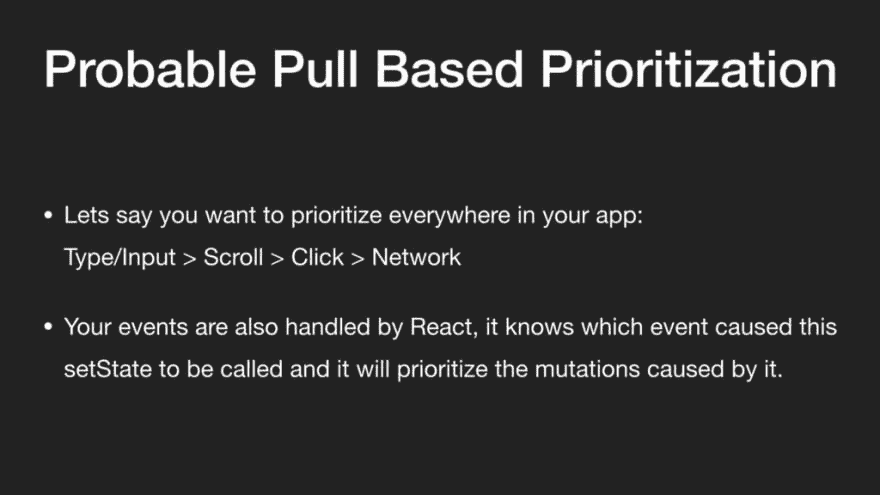 Probable Pull Based Prioritization
• Lets say you want to prioritize everywhere in your app:
Type/Input > Scroll > Click > Network
• Your events are also handled by React, it knows which event caused this
setState to be called and it will prioritize the mutations caused by it.